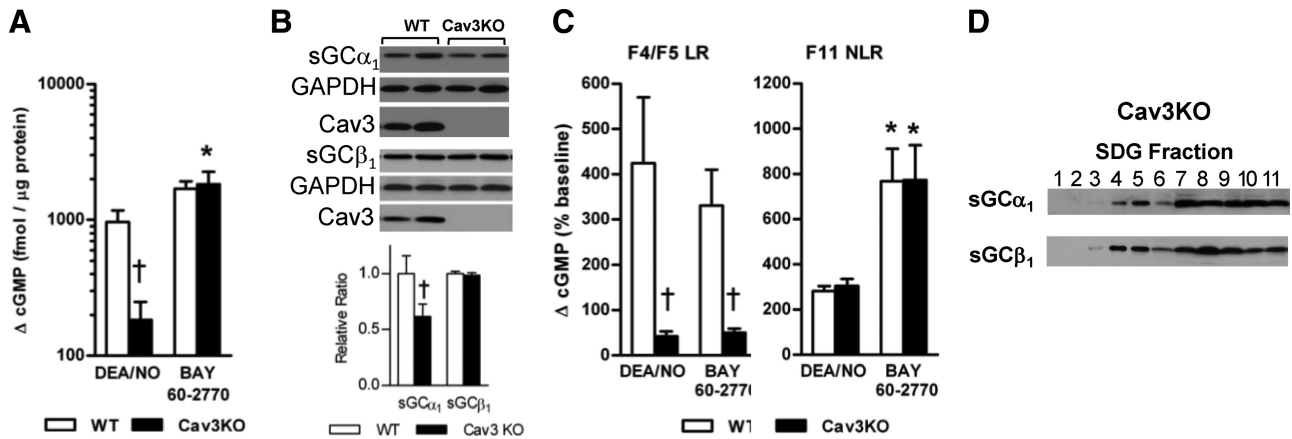 A
Δ cGMP (fmol / µg protein)
10000
1000
100
†
*
DEA/NO
BAY
60-2770
WT
Cav3KO
B
WT
Cav3KO
sGCα1
GAPDH
Cav3
sGCβ1
GAPDH
Cav3
Relative Ratio
1.0
0.5
0.0
†
sGCα1
sGCβ1
WT
Cav3 KO
C
F4/F5 LR
Δ cGMP (% baseline)
600
500
400
300
200
100
0
†
†
DEA/NO
BAY
60-2770
F11 NLR
1200
1000
800
600
400
200
0
* *
DEA/NO
BAY
60-2770
WT
Cav3KO
D
Cav3KO
SDG Fraction
1 2 3 4 5 6 7 8 9 10 11
sGCα1
sGCβ1